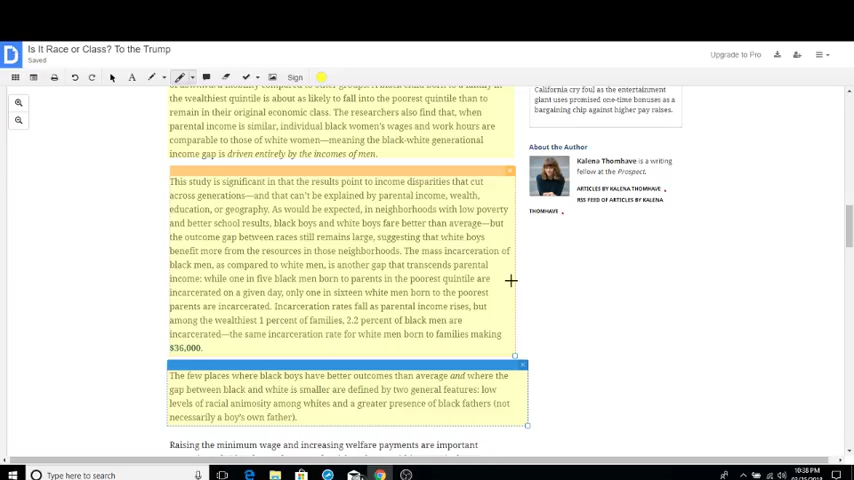 Is It Race or Class? To the Trump
Saved
Upgrade to Pro
Sign
of downward mobility compared to other groups. A black child born to a family in
the wealthiest quintile is about as likely to fall into the poorest quintile than to
remain in their original economic class. The researchers also find that, when
parental income is similar, individual black women's wages and work hours are
comparable to those of white women—meaning the black-white generational
income gap is driven entirely by the incomes of men.
This study is significant in that the results point to income disparities that cut
across generations—and that can't be explained by parental income, wealth,
education, or geography. As would be expected, in neighborhoods with low poverty
and better school results, black boys and white boys fare better than average—but
the outcome gap between races still remains large, suggesting that white boys
benefit more from the resources in those neighborhoods. The mass incarceration of
black men, as compared to white men, is another gap that transcends parental
income: while one in five black men born to parents in the poorest quintile are
incarcerated on a given day, only one in sixteen white men born to the poorest
parents are incarcerated. Incarceration rates fall as parental income rises, but
among the wealthiest 1 percent of families, 2.2 percent of black men are
incarcerated—the same incarceration rate for white men born to families making
$36,000.
The few places where black boys have better outcomes than average and where the
gap between black and white is smaller are defined by two general features: low
levels of racial animosity among whites and a greater presence of black fathers (not
necessarily a boy's own father).
Raising the minimum wage and increasing welfare payments are important
California cry foul as the entertainment
giant uses promised one-time bonuses as a
bargaining chip against higher pay raises.
About the Author
Kalena Thomhave is a writing
fellow at the Prospect.
ARTICLES BY KALENA THOMHAVE
RSS FEED OF ARTICLES BY KALENA
THOMHAVE
Type here to search
10:38 PM